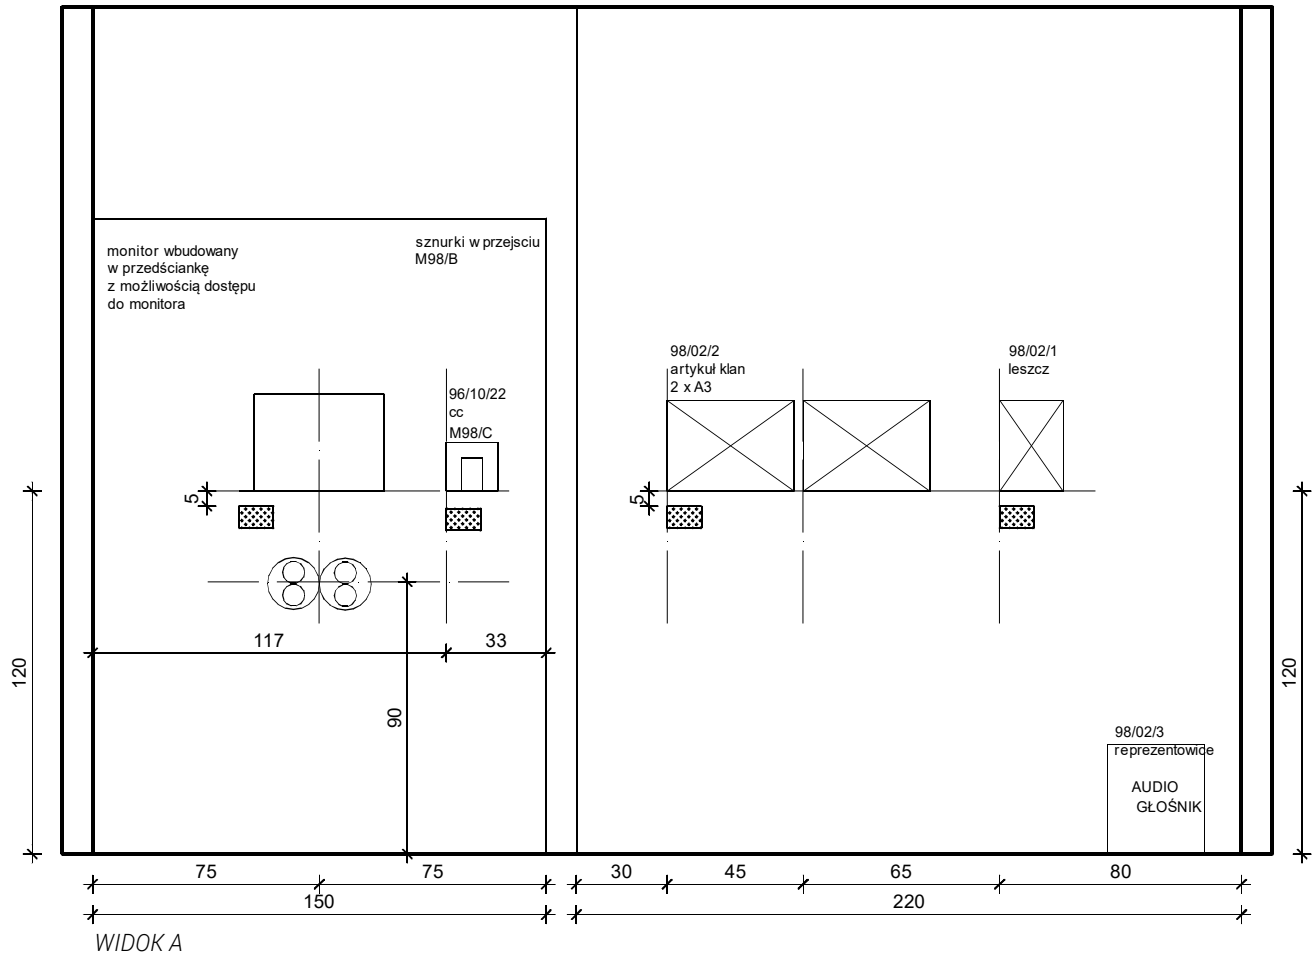 monitor wbudowany
w przedściankę
z możliwością dostępu
do monitora
sznurki w przejsciu
M98/B
96/10/22
cc
M98/C
98/02/2
artykuł klan
2 x A3
98/02/1
leszcz
5
5
117
33
120
90
120
98/02/3
reprezentowice
AUDIO
GŁOŚNIK
75
75
30
45
65
80
150
220
WIDOK A